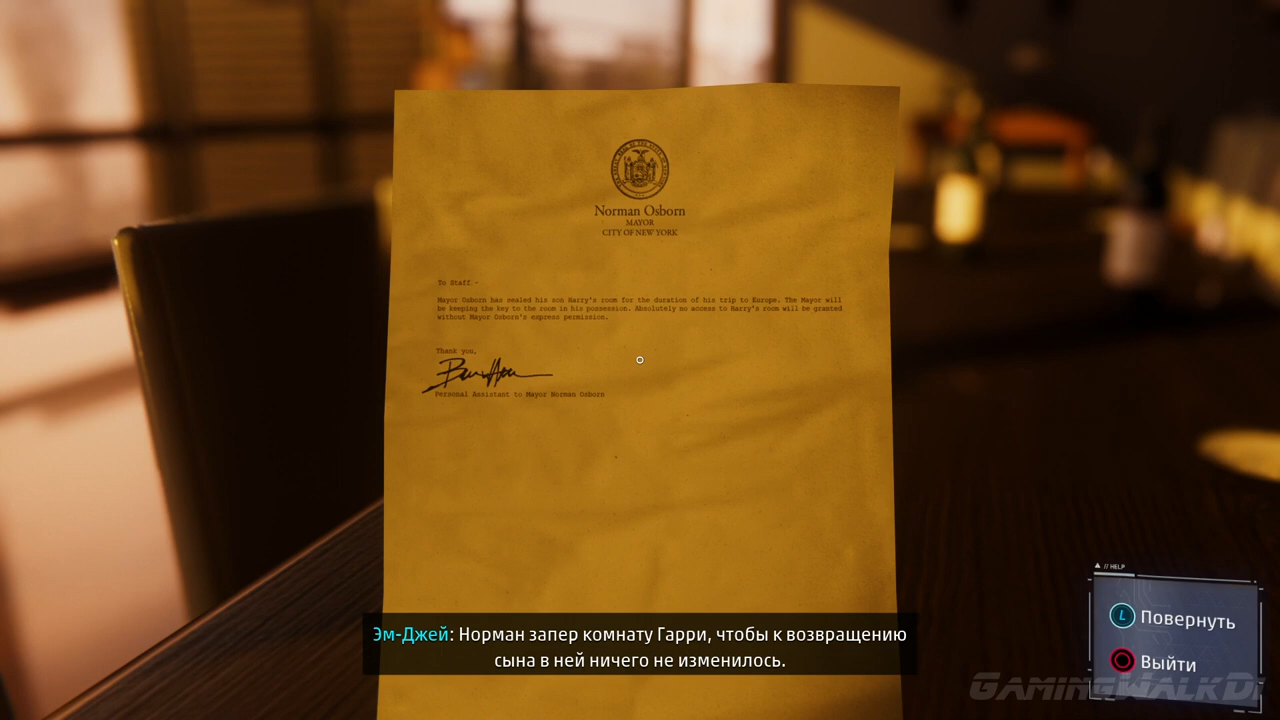 Norman Osborn
MAYOR
CITY OF NEW YORK
To Staff -
Mayor Osborn has sealed his son Harry's room for the duration of his trip to Europe. The Mayor will
be keeping the key to the room in his possession. Absolutely no access to Harry's room will be granted
without Mayor Osborn's express permission.
Thank you,
Personal Assistant to Mayor Norman Osborn
Эм-Джей: Норман запер комнату Гарри, чтобы к возвращению
сына в ней ничего не изменилось.
// HELP
L Повернуть
Выйти
GAMINGWALKDI